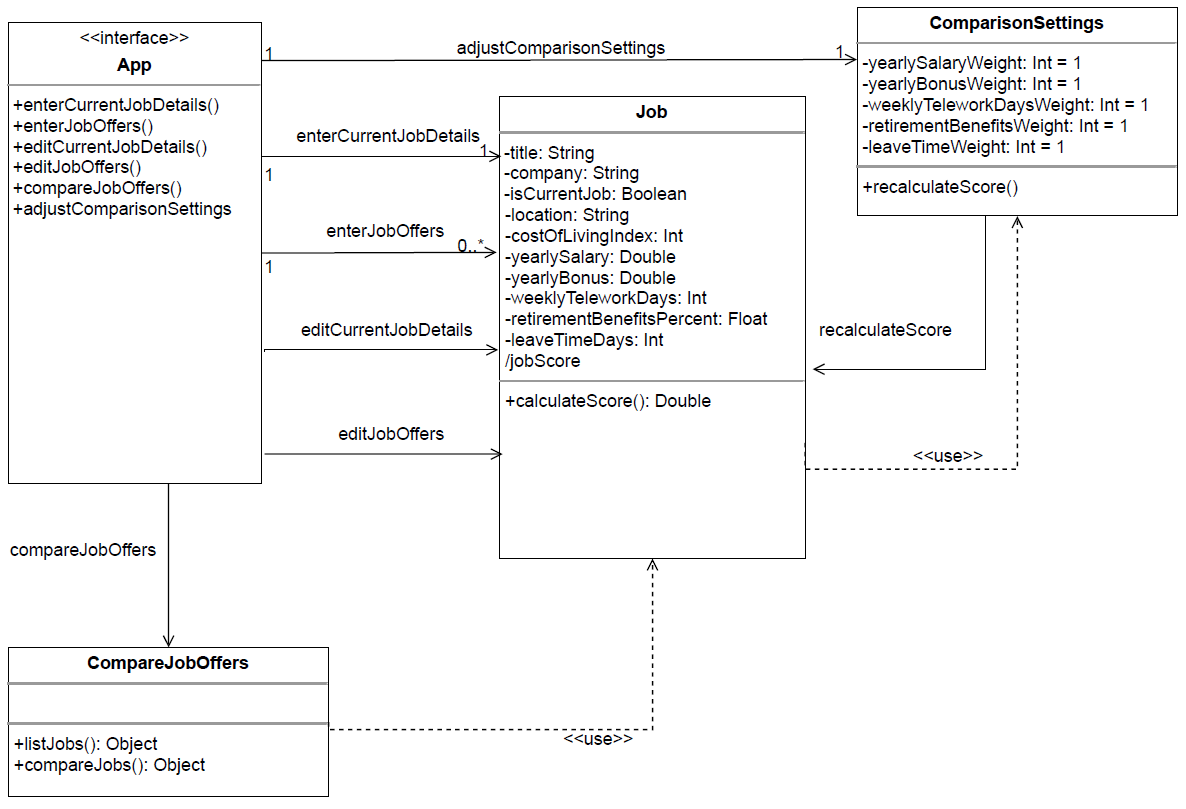 <<interface>>
App
+enterCurrentJobDetails()
+enterJobOffers()
+editCurrentJobDetails()
+editJobOffers()
+compareJobOffers()
+adjustComparisonSettings
1
adjustComparisonSettings
1
ComparisonSettings
-yearlySalaryWeight: Int = 1
-yearlyBonusWeight: Int = 1
-weeklyTeleworkDaysWeight: Int = 1
-retirementBenefitsWeight: Int = 1
-leaveTimeWeight: Int = 1
+recalculateScore()
enterCurrentJobDetails
1
1
enterJobOffers
0..*
1
editCurrentJobDetails
editJobOffers
Job
-title: String
-company: String
-isCurrentJob: Boolean
-location: String
-costOfLivingIndex: Int
-yearlySalary: Double
-yearlyBonus: Double
-weeklyTeleworkDays: Int
-retirementBenefitsPercent: Float
-leaveTimeDays: Int
/jobScore
+calculateScore(): Double
recalculateScore
<<use>>
compareJobOffers
CompareJobOffers
+listJobs(): Object
+compareJobs(): Object
<<use>>